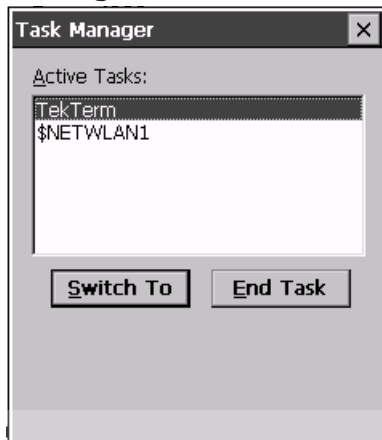 Task Manager
Active Tasks:
TekTerm
$NETWLAN1
Switch To
End Task